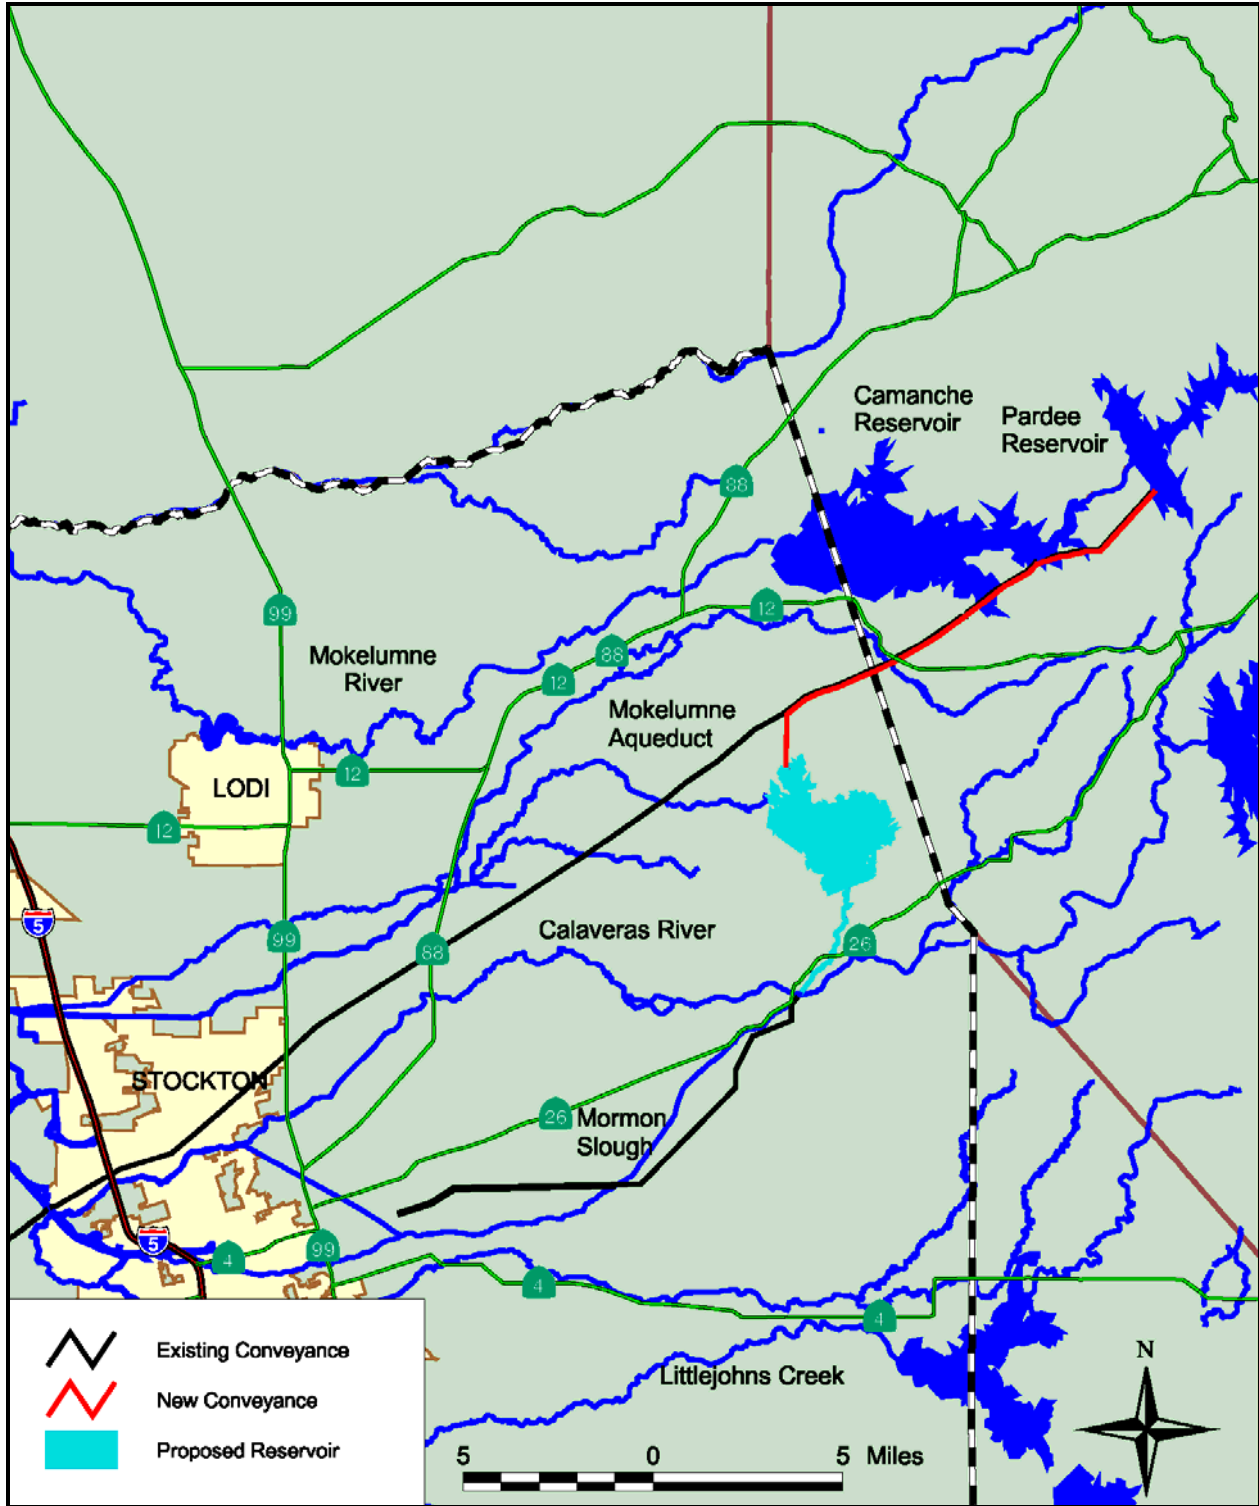 Camanche
Reservoir
Pardee
Reservoir
88
99
12
Mokelumne
River
88
12
Mokelumne
Aqueduct
12
LODI
12
5
99
88
Calaveras River
26
STOCKTON
26
Mormon
Slough
5
4
99
4
4
Littlejohns Creek
N
Existing Conveyance
New Conveyance
Proposed Reservoir
5 0 5 Miles